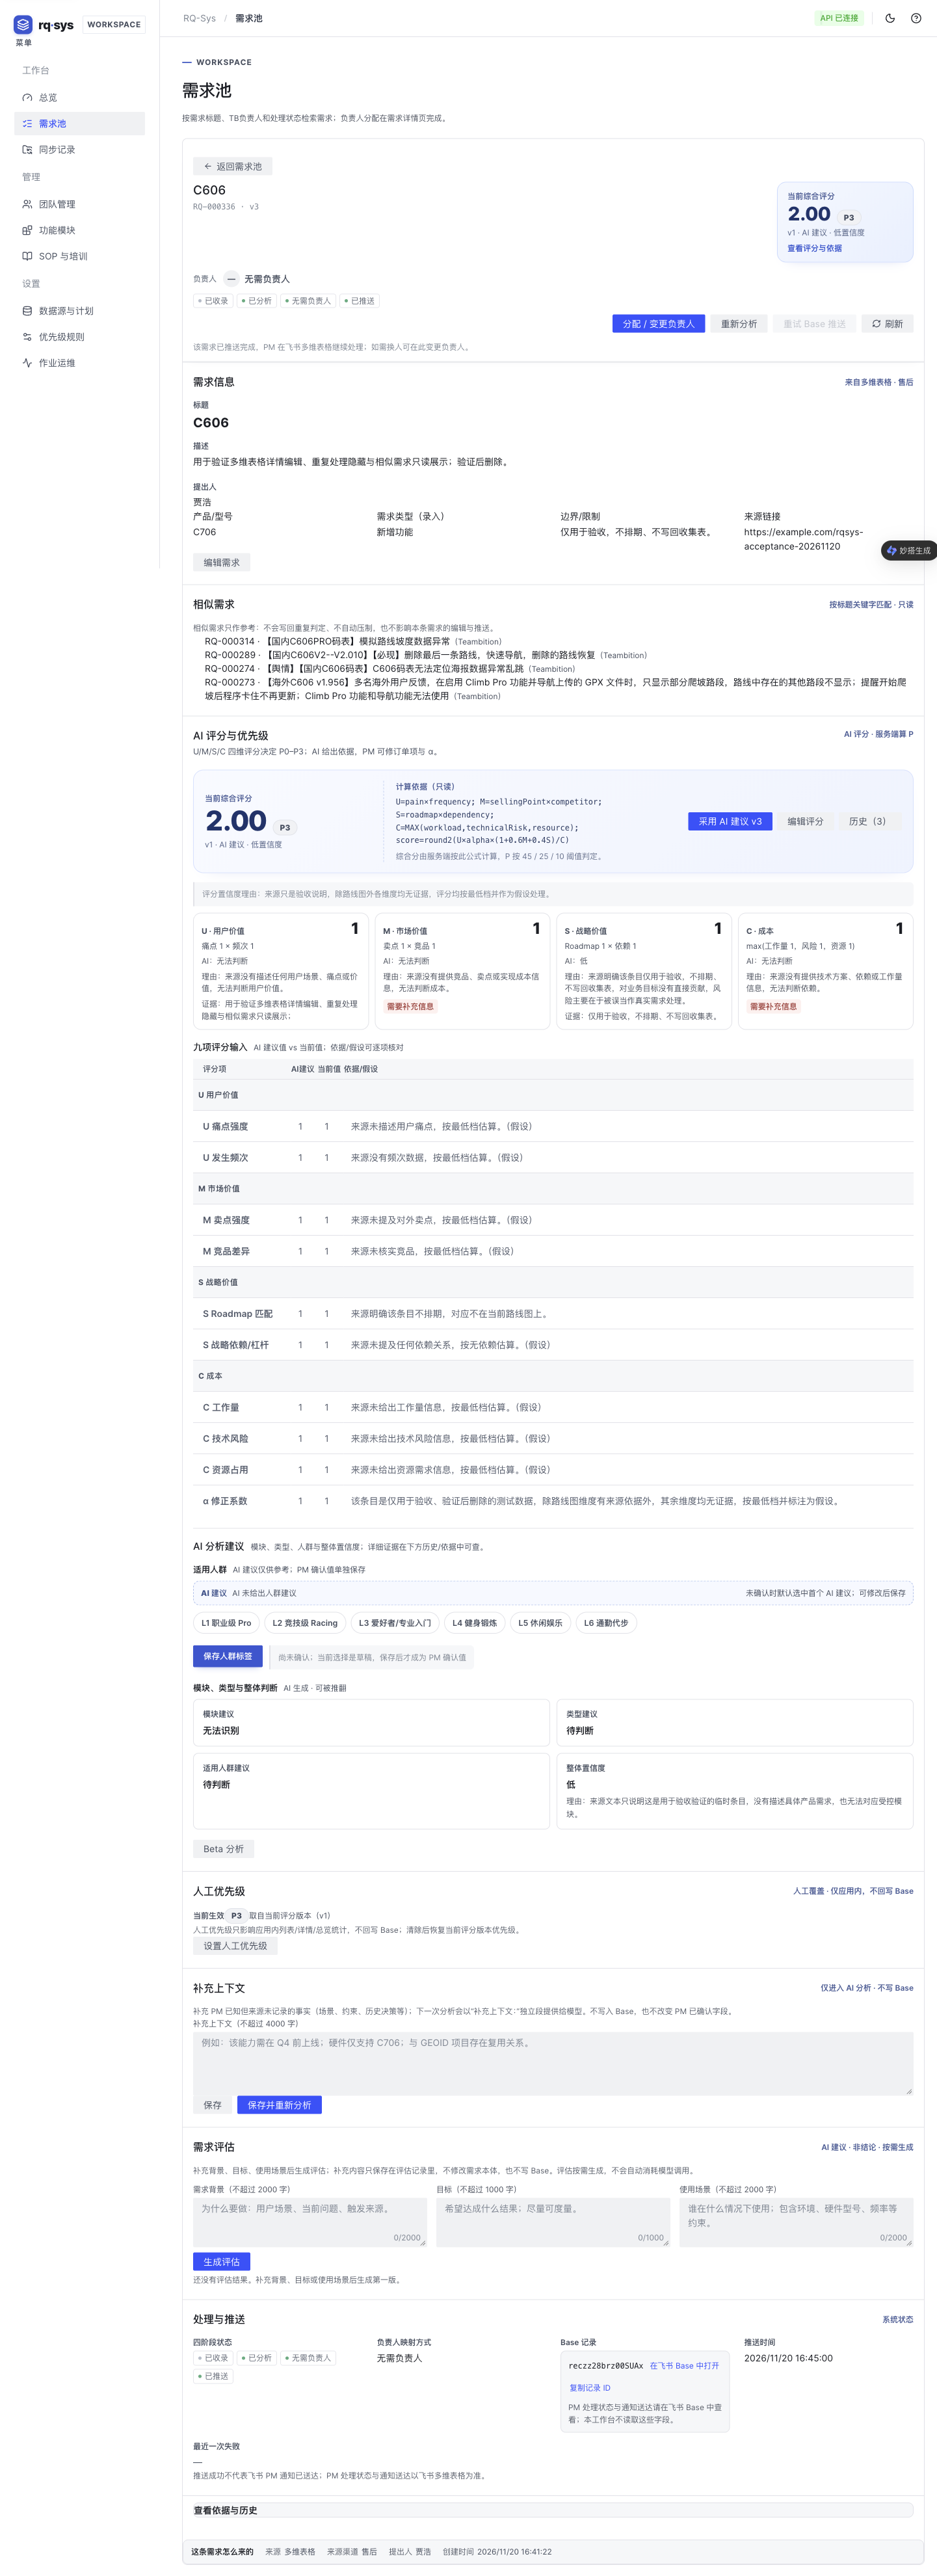 rq·sys WORKSPACE
菜单
工作台
总览
需求池
同步记录
管理
团队管理
功能模块
SOP 与培训
设置
数据源与计划
优先级规则
作业运维
RQ-Sys / 需求池
API 已连接
WORKSPACE
需求池
按需求标题、TB负责人和处理状态检索需求；负责人分配在需求详情页完成。
← 返回需求池
C606
RQ-000336 · v3
当前综合评分
2.00 P3
v1 · AI 建议 · 低置信度
查看评分与依据
负责人 — 无需负责人
已收录 已分析 无需负责人 已推送
分配 / 变更负责人 重新分析 重试 Base 推送 刷新
该需求已推送完成，PM 在飞书多维表格继续处理；如需换人可在此变更负责人。
需求信息 来自多维表格 · 售后
标题
C606
描述
用于验证多维表格详情编辑、重复处理隐藏与相似需求只读展示；验证后删除。
提出人
贾浩
产品/型号 需求类型（录入） 边界/限制 来源链接
C706 新增功能 仅用于验收，不排期、不写回收集表。 https://example.com/rqsys-
acceptance-20261120
妙搭生成
编辑需求
相似需求 按标题关键字匹配 · 只读
相似需求只作参考：不会写回重复判定、不自动压制，也不影响本条需求的编辑与推送。
RQ-000314 · 【国内C606PRO码表】模拟路线坡度数据异常（Teambition）
RQ-000289 · 【国内C606V2--V2.010】【必现】删除最后一条路线，快速导航，删除的路线恢复（Teambition）
RQ-000274 · 【舆情】【国内C606码表】C606码表无法定位海报数据异常乱跳（Teambition）
RQ-000273 · 【海外C606 v1.956】多名海外用户反馈，在启用 Climb Pro 功能并导航上传的 GPX 文件时，只显示部分爬坡路段，路线中存在的其他路段不显示；提醒开始爬
坡后程序卡住不再更新；Climb Pro 功能和导航功能无法使用（Teambition）
AI 评分与优先级 AI 评分 · 服务端算 P
U/M/S/C 四维评分决定 P0–P3；AI 给出依据，PM 可修订单项与 α。
当前综合评分
2.00 P3
v1 · AI 建议 · 低置信度
计算依据（只读）
U=pain×frequency; M=sellingPoint×competitor;
S=roadmap×dependency;
C=MAX(workload,technicalRisk,resource);
score=round2(U×alpha×(1+0.6M+0.4S)/C)
综合分由服务端按此公式计算，P 按 45 / 25 / 10 阈值判定。
采用 AI 建议 v3 编辑评分 历史（3）
评分置信度理由：来源只是验收说明，除路线图外各维度均无证据，评分均按最低档并作为假设处理。
U · 用户价值 1
痛点 1 × 频次 1
AI：无法判断
理由：来源没有描述任何用户场景、痛点或价
值，无法判断用户价值。
证据：用于验证多维表格详情编辑、重复处理
隐藏与相似需求只读展示；
M · 市场价值 1
卖点 1 × 竞品 1
AI：无法判断
理由：来源没有提供竞品、卖点或实现成本信
息，无法判断成本。
需要补充信息
S · 战略价值 1
Roadmap 1 × 依赖 1
AI：低
理由：来源明确该条目仅用于验收，不排期、
不写回收集表，对业务目标没有直接贡献，风
险主要在于被误当作真实需求处理。
证据：仅用于验收，不排期、不写回收集表。
C · 成本 1
max(工作量 1，风险 1，资源 1)
AI：无法判断
理由：来源没有提供技术方案、依赖或工作量
信息，无法判断依赖。
需要补充信息
九项评分输入 AI 建议值 vs 当前值；依据/假设可逐项核对
评分项 AI建议 当前值 依据/假设
U 用户价值
U 痛点强度 1 1 来源未描述用户痛点，按最低档估算。（假设）
U 发生频次 1 1 来源没有频次数据，按最低档估算。（假设）
M 市场价值
M 卖点强度 1 1 来源未提及对外卖点，按最低档估算。（假设）
M 竞品差异 1 1 来源未核实竞品，按最低档估算。（假设）
S 战略价值
S Roadmap 匹配 1 1 来源明确该条目不排期，对应不在当前路线图上。
S 战略依赖/杠杆 1 1 来源未提及任何依赖关系，按无依赖估算。（假设）
C 成本
C 工作量 1 1 来源未给出工作量信息，按最低档估算。（假设）
C 技术风险 1 1 来源未给出技术风险信息，按最低档估算。（假设）
C 资源占用 1 1 来源未给出资源需求信息，按最低档估算。（假设）
α 修正系数 1 1 该条目是仅用于验收、验证后删除的测试数据，除路线图维度有来源依据外，其余维度均无证据，按最低档并标注为假设。
AI 分析建议 模块、类型、人群与整体置信度；详细证据在下方历史/依据中可查。
适用人群 AI 建议仅供参考；PM 确认值单独保存
AI 建议 AI 未给出人群建议 未确认时默认选中首个 AI 建议；可修改后保存
L1 职业级 Pro L2 竞技级 Racing L3 爱好者/专业入门 L4 健身锻炼 L5 休闲娱乐 L6 通勤代步
保存人群标签 尚未确认；当前选择是草稿，保存后才成为 PM 确认值
模块、类型与整体判断 AI 生成 · 可被推翻
模块建议
无法识别
类型建议
待判断
适用人群建议
待判断
整体置信度
低
理由：来源文本只说明这是用于验收验证的临时条目，没有描述具体产品需求，也无法对应受控模
块。
Beta 分析
人工优先级 人工覆盖 · 仅应用内，不回写 Base
当前生效 P3 取自当前评分版本（v1）
人工优先级只影响应用内列表/详情/总览统计，不回写 Base；清除后恢复当前评分版本优先级。
设置人工优先级
补充上下文 仅进入 AI 分析 · 不写 Base
补充 PM 已知但来源未记录的事实（场景、约束、历史决策等）；下一次分析会以“补充上下文:”独立段提供给模型。不写入 Base，也不改变 PM 已确认字段。
补充上下文（不超过 4000 字）
例如：该能力需在 Q4 前上线；硬件仅支持 C706；与 GEOID 项目存在复用关系。
保存 保存并重新分析
需求评估 AI 建议 · 非结论 · 按需生成
补充背景、目标、使用场景后生成评估；补充内容只保存在评估记录里，不修改需求本体，也不写 Base。评估按需生成，不会自动消耗模型调用。
需求背景（不超过 2000 字） 目标（不超过 1000 字） 使用场景（不超过 2000 字）
为什么要做：用户场景、当前问题、触发来源。
0/2000
希望达成什么结果；尽量可度量。
0/1000
谁在什么情况下使用；包含环境、硬件型号、频率等
约束。
0/2000
生成评估
还没有评估结果。补充背景、目标或使用场景后生成第一版。
处理与推送 系统状态
四阶段状态 负责人映射方式 Base 记录 推送时间
已收录 已分析 无需负责人
已推送
无需负责人
reczz28brz00SUAx 在飞书 Base 中打开
复制记录 ID
PM 处理状态与通知送达请在飞书 Base 中查
看；本工作台不读取这些字段。
2026/11/20 16:45:00
最近一次失败
—
推送成功不代表飞书 PM 通知已送达；PM 处理状态与通知送达以飞书多维表格为准。
查看依据与历史
这条需求怎么来的 来源 多维表格 来源渠道 售后 提出人 贾浩 创建时间 2026/11/20 16:41:22